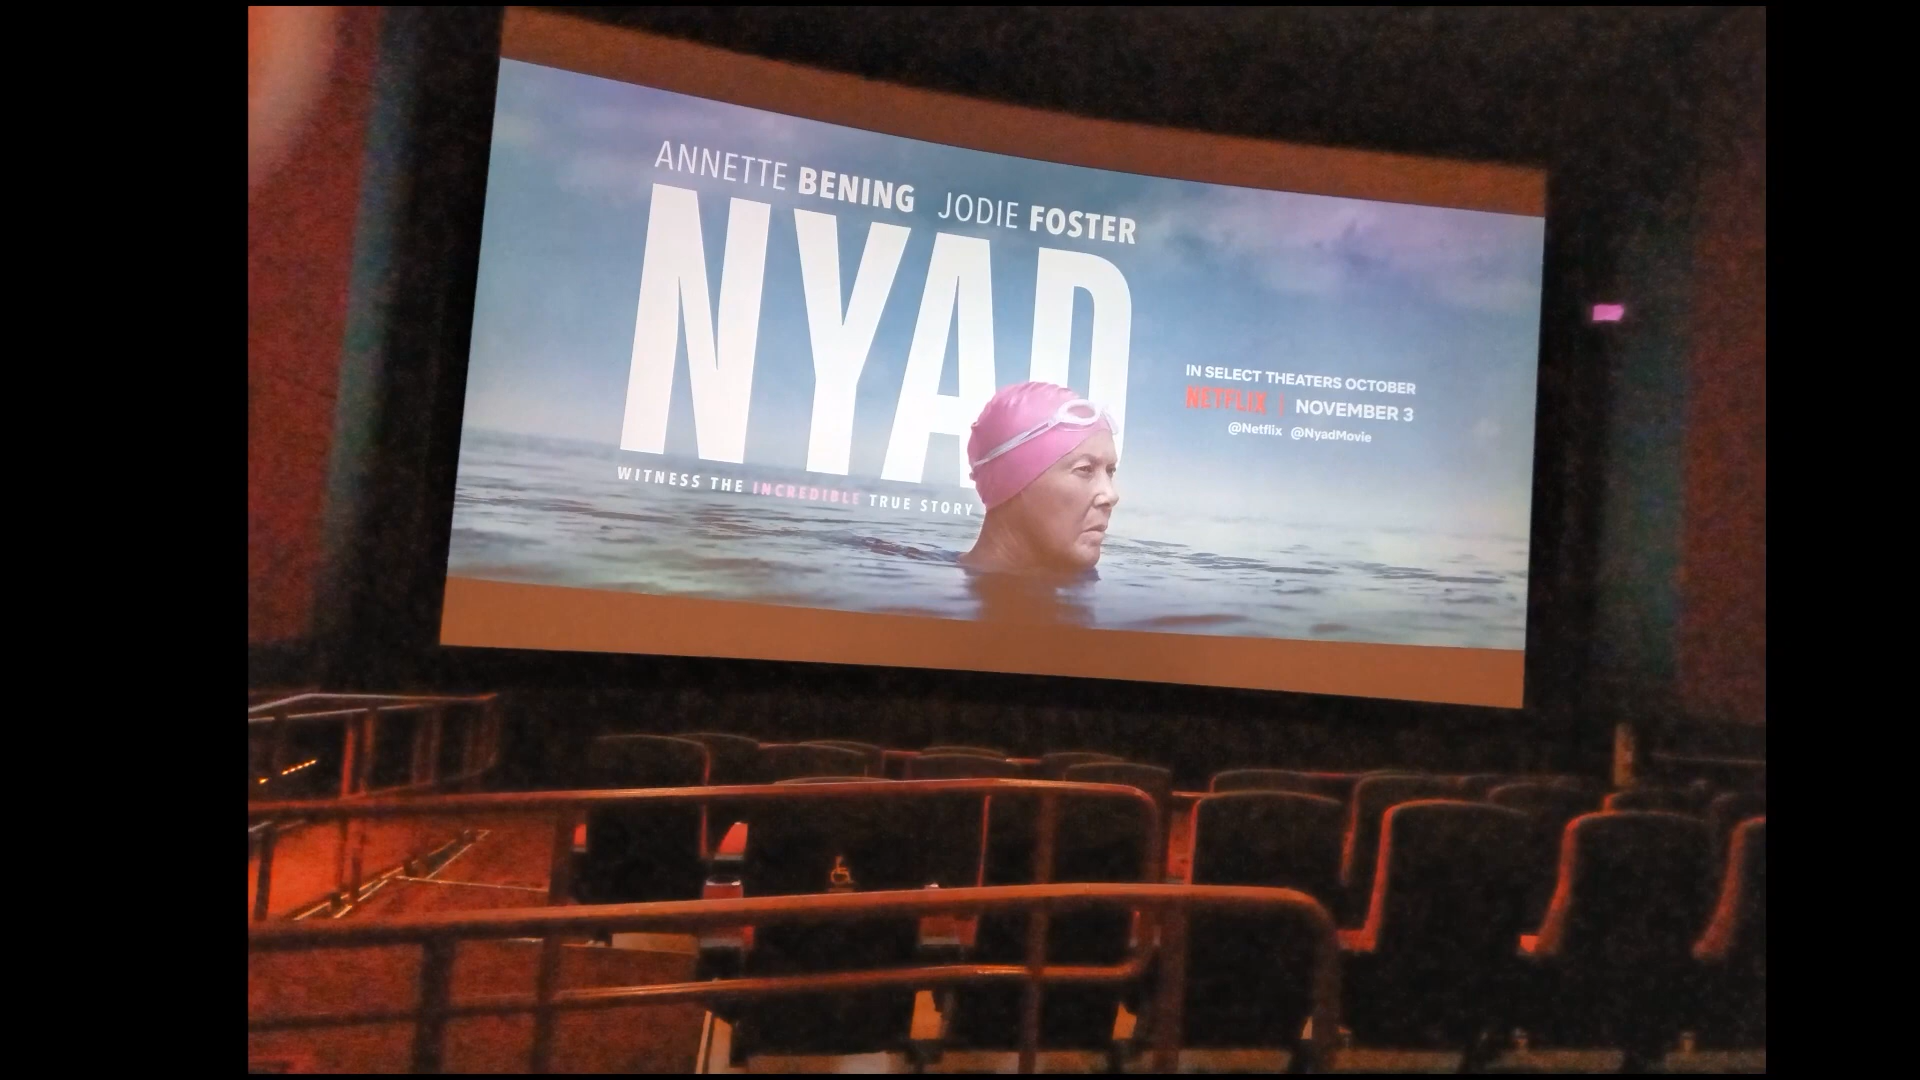 ANNETTE BENING JODIE FOSTER
NYAD
WITNESS THE INCREDIBLE TRUE STORY
IN SELECT THEATERS OCTOBER
NETFLIX | NOVEMBER 3
@Netflix @NyadMovie